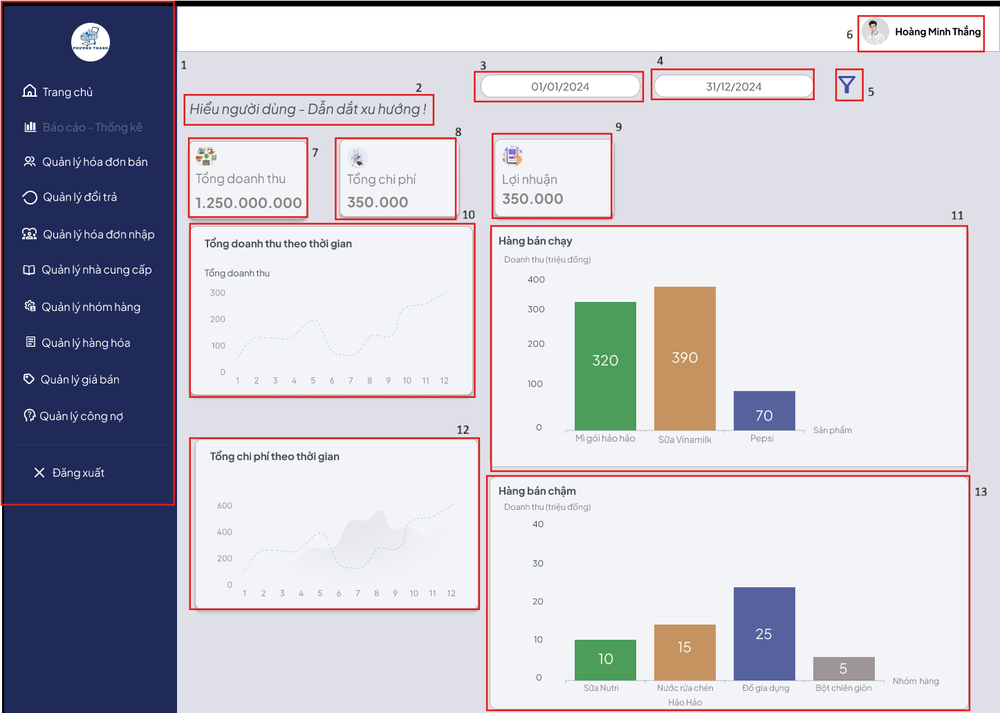 PHƯƠNG THANH
Trang chủ
Báo cáo - Thống kê
Quản lý hóa đơn bán
Quản lý đổi trả
Quản lý hóa đơn nhập
Quản lý nhà cung cấp
Quản lý nhóm hàng
Quản lý hàng hóa
Quản lý giá bán
Quản lý công nợ
Đăng xuất
1
6
Hoàng Minh Thắng
2
Hiểu người dùng - Dẫn dắt xu hướng !
3
01/01/2024
4
31/12/2024
5
7
Tổng doanh thu
1.250.000.000
8
Tổng chi phí
350.000
9
Lợi nhuận
350.000
10
Tổng doanh thu theo thời gian
Tổng doanh thu
300
200
100
0
1 2 3 4 5 6 7 8 9 10 11 12
11
Hàng bán chạy
Doanh thu (triệu đồng)
400
300
200
100
0
320
390
70
Mì gói hảo hảo
Sữa Vinamilk
Pepsi
Sản phẩm
12
Tổng chi phí theo thời gian
600
400
200
0
1 2 3 4 5 6 7 8 9 10 11 12
13
Hàng bán chậm
Doanh thu (triệu đồng)
40
30
20
10
0
10
15
25
5
Sữa Nutri
Nước rửa chén
Hảo Hảo
Đồ gia dụng
Bột chiên giòn
Nhóm hàng